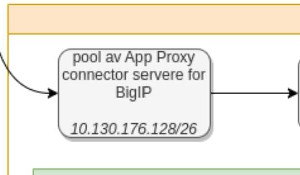 pool av App Proxy
connector servere for
BigIP
10.130.176.128/26